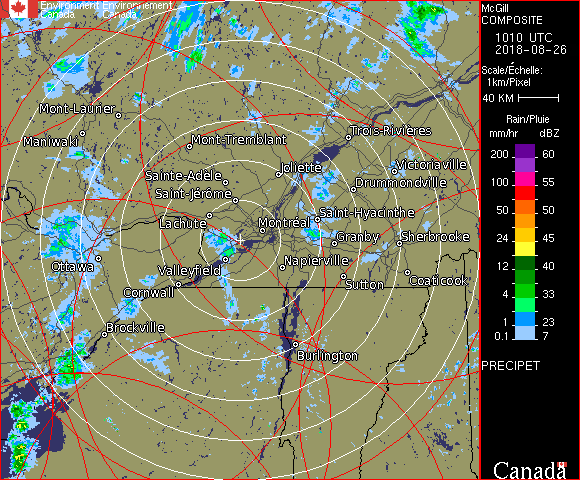 Environment Environnement
Canada Canada
Mont-Laurier
Maniwaki
Mont-Tremblant
Trois-Rivières
Joliette
Victoriaville
Sainte-Adèle
Drummondville
Saint-Jérôme
Lachute
Saint-Hyacinthe
Montréal
Granby
Sherbrooke
Ottawa
Valleyfield
Napierville
Cornwall
Sutton
Coaticook
Brockville
Burlington
McGill
COMPOSITE
1010 UTC
2018-08-26
Scale/Échelle:
1km/Pixel
40 KM
Rain/Pluie
mm/hr dBZ
200 60
100 55
50 50
24 45
12 40
4 33
1 23
0.1 7
PRECIPET
Canada